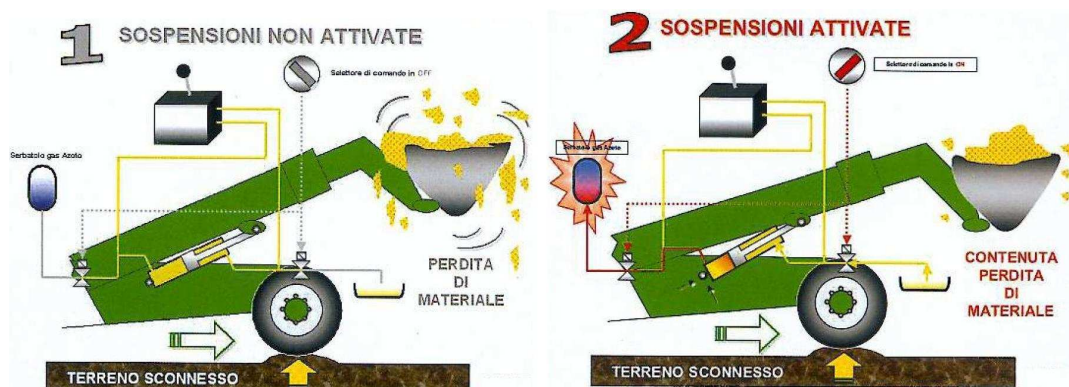 1 SOSPENSIONI NON ATTIVATE
Selettore di comando in OFF
Serbatoio gas Azoto
PERDITA
DI
MATERIALE
TERRENO SCONNESSO
2 SOSPENSIONI ATTIVATE
Selettore di comando in ON
Serbatoio gas Azoto
CONTENUTA
PERDITA
DI
MATERIALE
TERRENO SCONNESSO